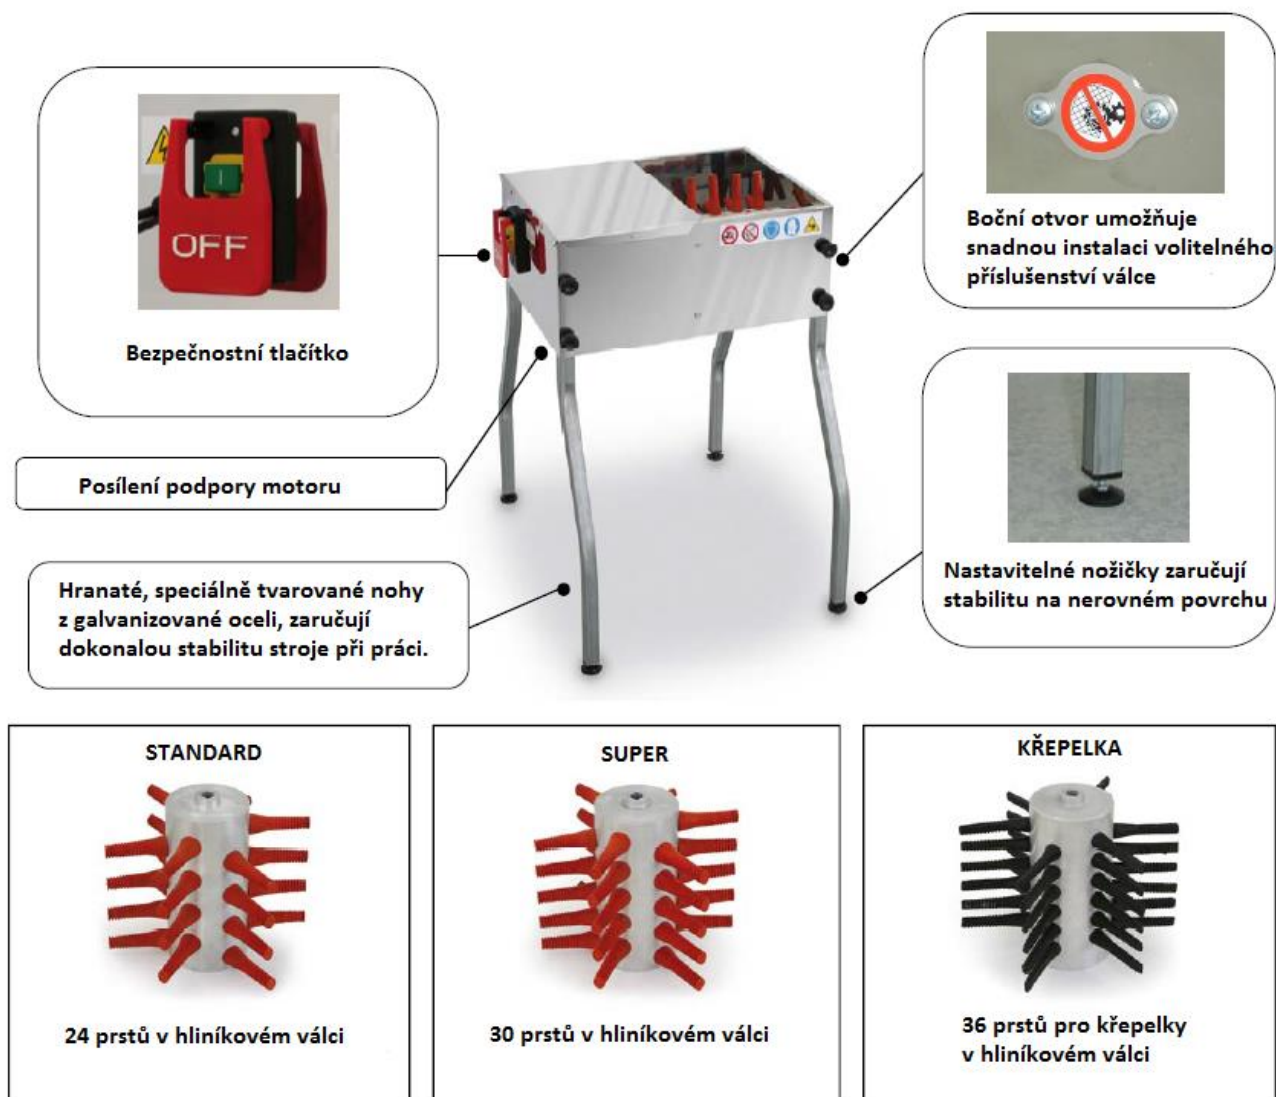 OFF
Bezpečnostní tlačítko
Boční otvor umožňuje
snadnou instalaci volitelného
příslušenství válce
Posílení podpory motoru
Nastavitelné nožičky zaručují
stabilitu na nerovném povrchu
Hranaté, speciálně tvarované nohy
z galvanizované oceli, zaručují
dokonalou stabilitu stroje při práci.
STANDARD
24 prstů v hliníkovém válci
SUPER
30 prstů v hliníkovém válci
KŘEPELKA
36 prstů pro křepelky
v hliníkovém válci